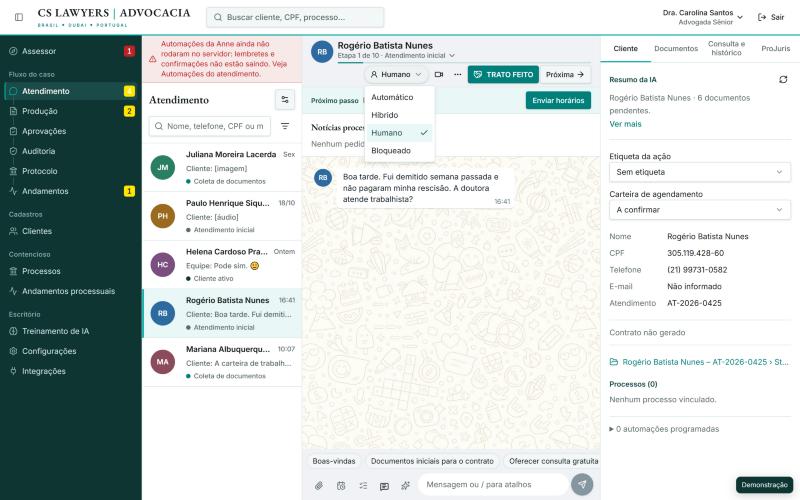 CS LAWYERS | ADVOCACIA
BRASIL • DUBAI • PORTUGAL
Buscar cliente, CPF, processo...
Dra. Carolina Santos
Advogada Sênior
Sair
Assessor
1
Fluxo do caso
Atendimento
4
Produção
2
Aprovações
Auditoria
Protocolo
Andamentos
1
Cadastros
Clientes
Contencioso
Processos
Andamentos processuais
Escritório
Treinamento de IA
Configurações
Integrações
Automações da Anne ainda não
rodaram no servidor: lembretes e
confirmações não estão saindo. Veja
Automações do atendimento.
Atendimento
Nome, telefone, CPF ou m
JM
Juliana Moreira Lacerda
Sex
Cliente: [imagem]
Coleta de documentos
PH
Paulo Henrique Siqu...
18/10
Cliente: [áudio]
Atendimento inicial
HC
Helena Cardoso Pra...
Ontem
Equipe: Pode sim. 😊
Cliente ativo
RB
Rogério Batista Nunes
16:41
Cliente: Boa tarde. Fui demiti...
Atendimento inicial
MA
Mariana Albuquerqu...
10:07
Cliente: A carteira de trabalh...
Coleta de documentos
RB
Rogério Batista Nunes
Etapa 1 de 10 · Atendimento inicial
Humano
TRATO FEITO
Próxima
Automático
Híbrido
Humano
Bloqueado
Próximo passo
Enviar horários
Notícias proces
Nenhum pedid
RB
Boa tarde. Fui demitido semana passada e
não pagaram minha rescisão. A doutora
atende trabalhista?
16:41
Boas-vindas
Documentos iniciais para o contrato
Oferecer consulta gratuita
Mensagem ou / para atalhos
Cliente
Documentos
Consulta e
histórico
ProJuris
Resumo da IA
Rogério Batista Nunes · 6 documentos
pendentes.
Ver mais
Etiqueta da ação
Sem etiqueta
Carteira de agendamento
A confirmar
Nome
Rogério Batista Nunes
CPF
305.119.428-60
Telefone
(21) 99731-0582
E-mail
Não informado
Atendimento
AT-2026-0425
Contrato não gerado
Rogério Batista Nunes – AT-2026-0425 › St...
Processos (0)
Nenhum processo vinculado.
0 automações programadas
Demonstração